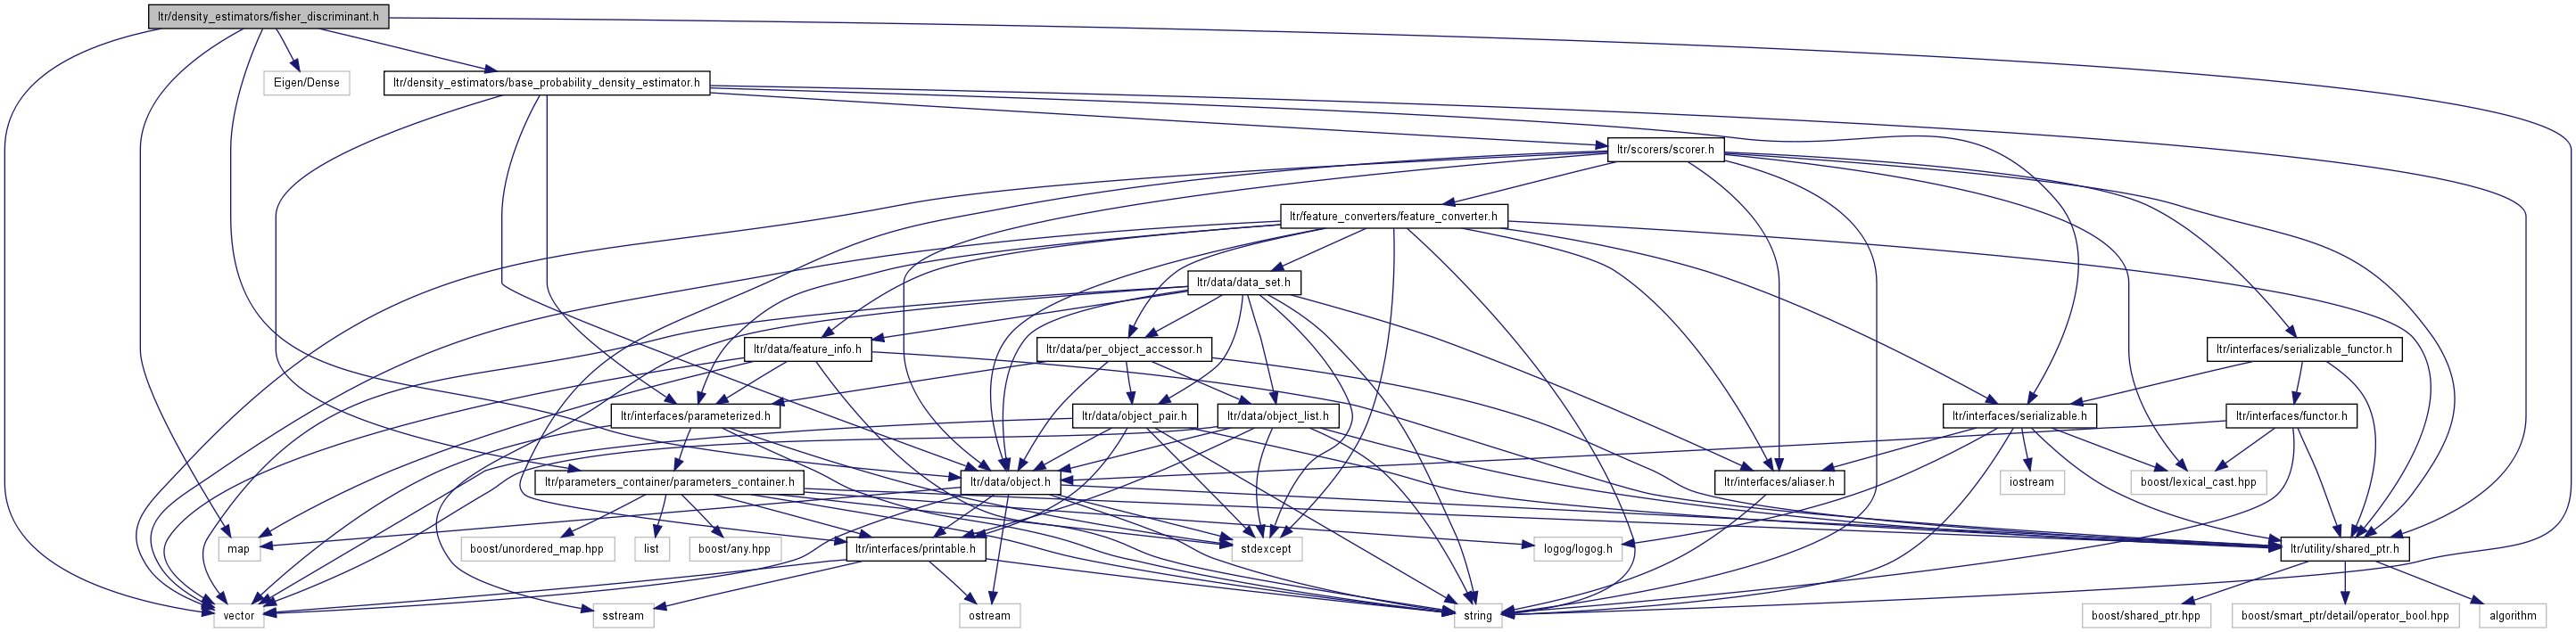 ltr/density_estimators/fisher_discriminant.h
Eigen/Dense
ltr/density_estimators/base_probability_density_estimator.h
ltr/scorers/scorer.h
ltr/feature_converters/feature_converter.h
ltr/data/data_set.h
ltr/data/feature_info.h
ltr/data/per_object_accessor.h
ltr/interfaces/serializable_functor.h
ltr/interfaces/parameterized.h
ltr/data/object_pair.h
ltr/data/object_list.h
ltr/interfaces/serializable.h
ltr/interfaces/functor.h
ltr/parameters_container/parameters_container.h
ltr/data/object.h
ltr/interfaces/aliaser.h
iostream
boost/lexical_cast.hpp
map
boost/unordered_map.hpp
list
boost/any.hpp
ltr/interfaces/printable.h
stdexcept
logog/logog.h
ltr/utility/shared_ptr.h
vector
sstream
ostream
string
boost/shared_ptr.hpp
boost/smart_ptr/detail/operator_bool.hpp
algorithm